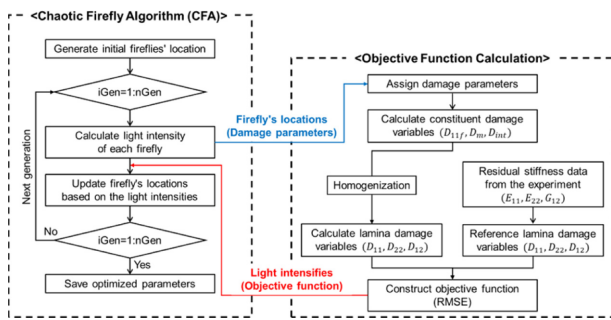 <Chaotic Firefly Algorithm (CFA)>
Generate initial fireflies' location
iGen=1:nGen
Calculate light intensity
of each firefly
Update firefly's locations
based on the light intensities
iGen=1:nGen
No
Yes
Save optimized parameters
Next generation
Firefly's locations
(Damage parameters)
Light intensifies
(Objective function)
<Objective Function Calculation>
Assign damage parameters
Calculate constituent damage
variables (D₁₁f, Dm, Dint)
Homogenization
Residual stiffness data
from the experiment
(E₁₁, E₂₂, G₁₂)
Calculate lamina damage
variables (D₁₁, D₂₂, D₁₂)
Reference lamina damage
variables (D₁₁, D₂₂, D₁₂)
Construct objective function
(RMSE)